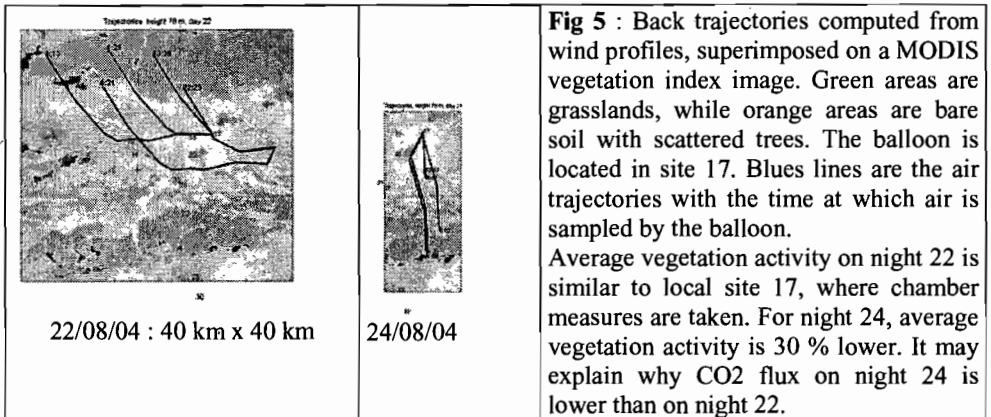 Trajectories height 78 m, day 22
22/08/04 : 40 km x 40 km
24/08/04
Fig 5 : Back trajectories computed from
wind profiles, superimposed on a MODIS
vegetation index image. Green areas are
grasslands, while orange areas are bare
soil with scattered trees. The balloon is
located in site 17. Blues lines are the air
trajectories with the time at which air is
sampled by the balloon.
Average vegetation activity on night 22 is
similar to local site 17, where chamber
measures are taken. For night 24, average
vegetation activity is 30 % lower. It may
explain why CO2 flux on night 24 is
lower than on night 22.